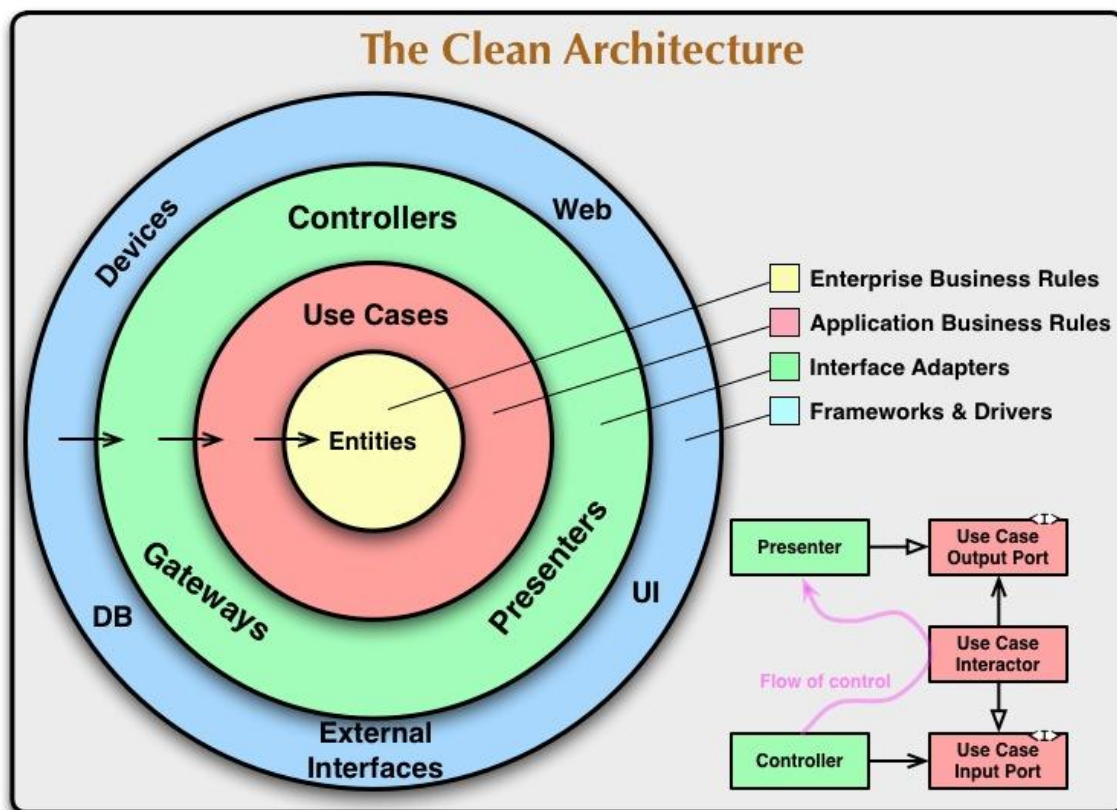 The Clean Architecture
Devices
Controllers
Web
Use Cases
Entities
Gateways
Presenters
DB
UI
External
Interfaces
Enterprise Business Rules
Application Business Rules
Interface Adapters
Frameworks & Drivers
Presenter
<I>
Use Case
Output Port
Flow of control
Use Case
Interactor
Controller
<I>
Use Case
Input Port